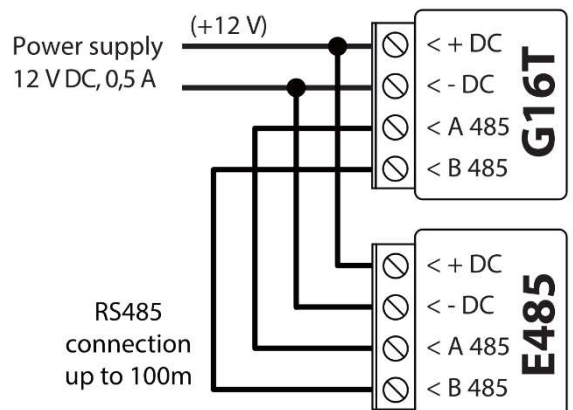 (+12 V)
Power supply
12 V DC, 0,5 A
< + DC
< - DC
< A 485
< B 485
G16T
< + DC
< - DC
< A 485
< B 485
E485
RS485
connection
up to 100m